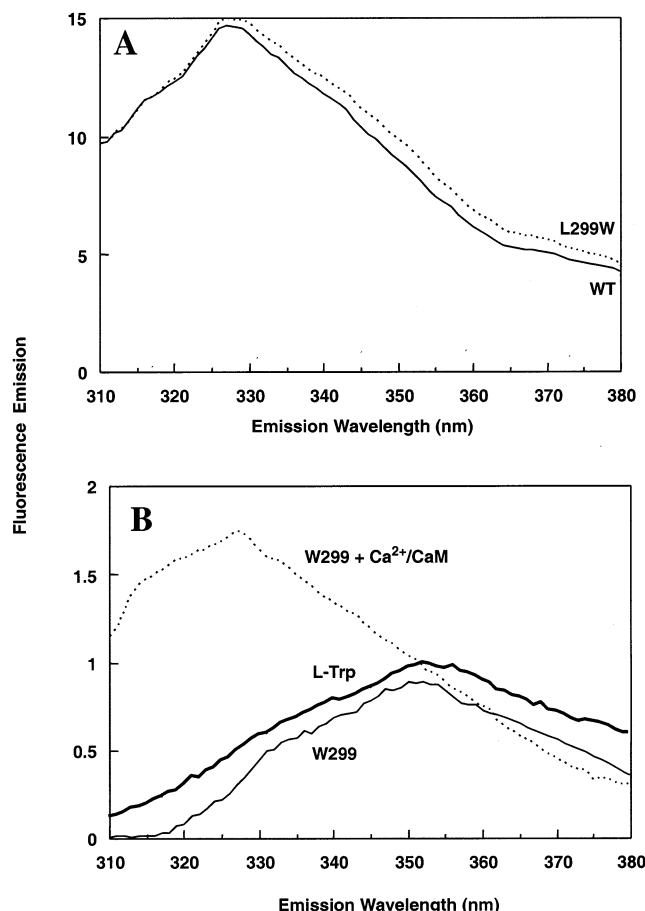 A
15
10
5
0
L299W
WT
310 320 330 340 350 360 370 380
Emission Wavelength (nm)
Fluorescence Emission
B
2
1.5
1
0.5
0
W299 + Ca²⁺/CaM
L-Trp
W299
310 320 330 340 350 360 370 380
Emission Wavelength (nm)